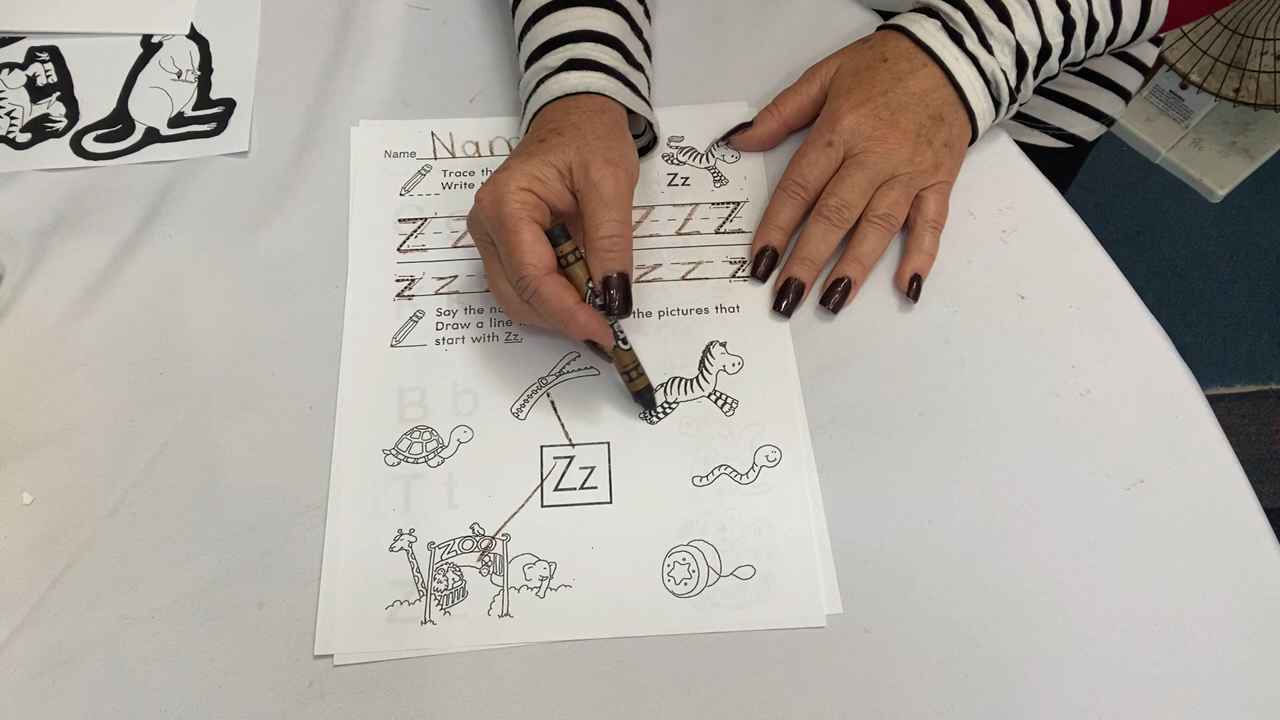 Name Nam
Zz
Trace th
Write t
Z Z Z Z Z
z z z z z
Say the the pictures that
Draw a line
start with Zz.
B b
Zz
T t
ZOO